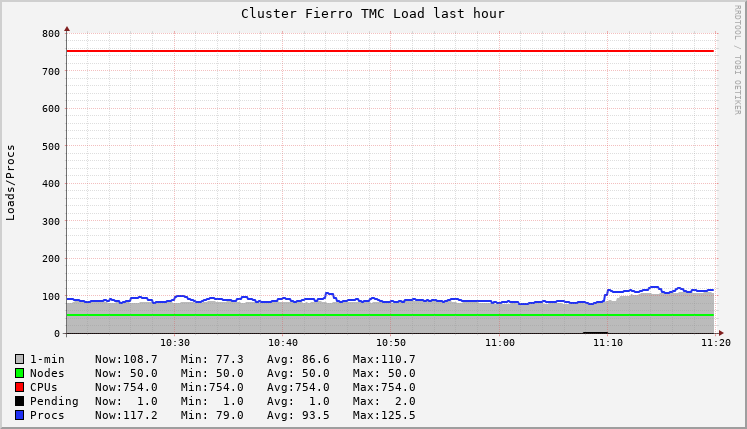 Cluster Fierro TMC Load last hour
RRDTOOL / TOBI OETIKER
Loads/Procs
800
700
600
500
400
300
200
100
0
10:30 10:40 10:50 11:00 11:10 11:20
1-min Now:108.7 Min: 77.3 Avg: 86.6 Max:110.7
Nodes Now: 50.0 Min: 50.0 Avg: 50.0 Max: 50.0
CPUs Now:754.0 Min:754.0 Avg:754.0 Max:754.0
Pending Now: 1.0 Min: 1.0 Avg: 1.0 Max: 2.0
Procs Now:117.2 Min: 79.0 Avg: 93.5 Max:125.5